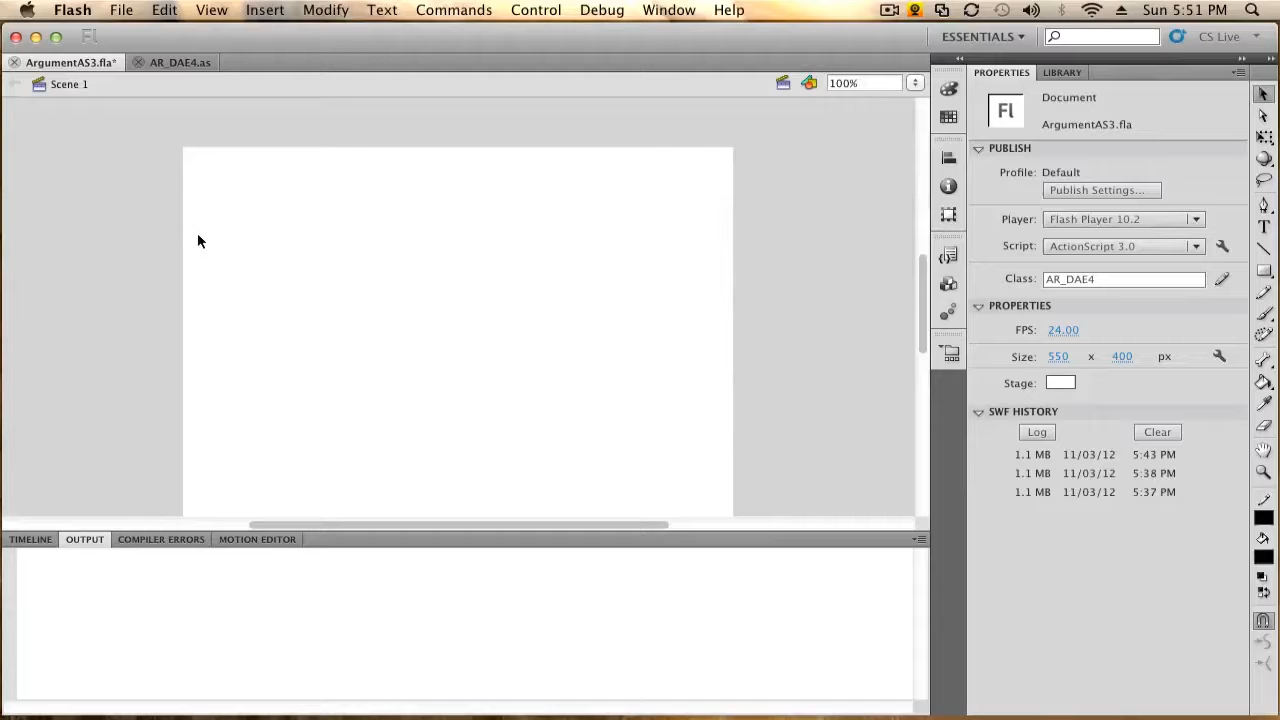 Flash File Edit View Insert Modify Text Commands Control Debug Window Help Sun 5:51 PM
Fl ESSENTIALS CS Live
ArgumentAS3.fla* AR_DAE4.as
Scene 1 100%
PROPERTIES LIBRARY
Fl Document
ArgumentAS3.fla
PUBLISH
Profile: Default
Publish Settings...
Player: Flash Player 10.2
Script: ActionScript 3.0
Class: AR_DAE4
PROPERTIES
FPS: 24.00
Size: 550 x 400 px
Stage:
SWF HISTORY
Log Clear
1.1 MB 11/03/12 5:43 PM
1.1 MB 11/03/12 5:38 PM
1.1 MB 11/03/12 5:37 PM
TIMELINE OUTPUT COMPILER ERRORS MOTION EDITOR